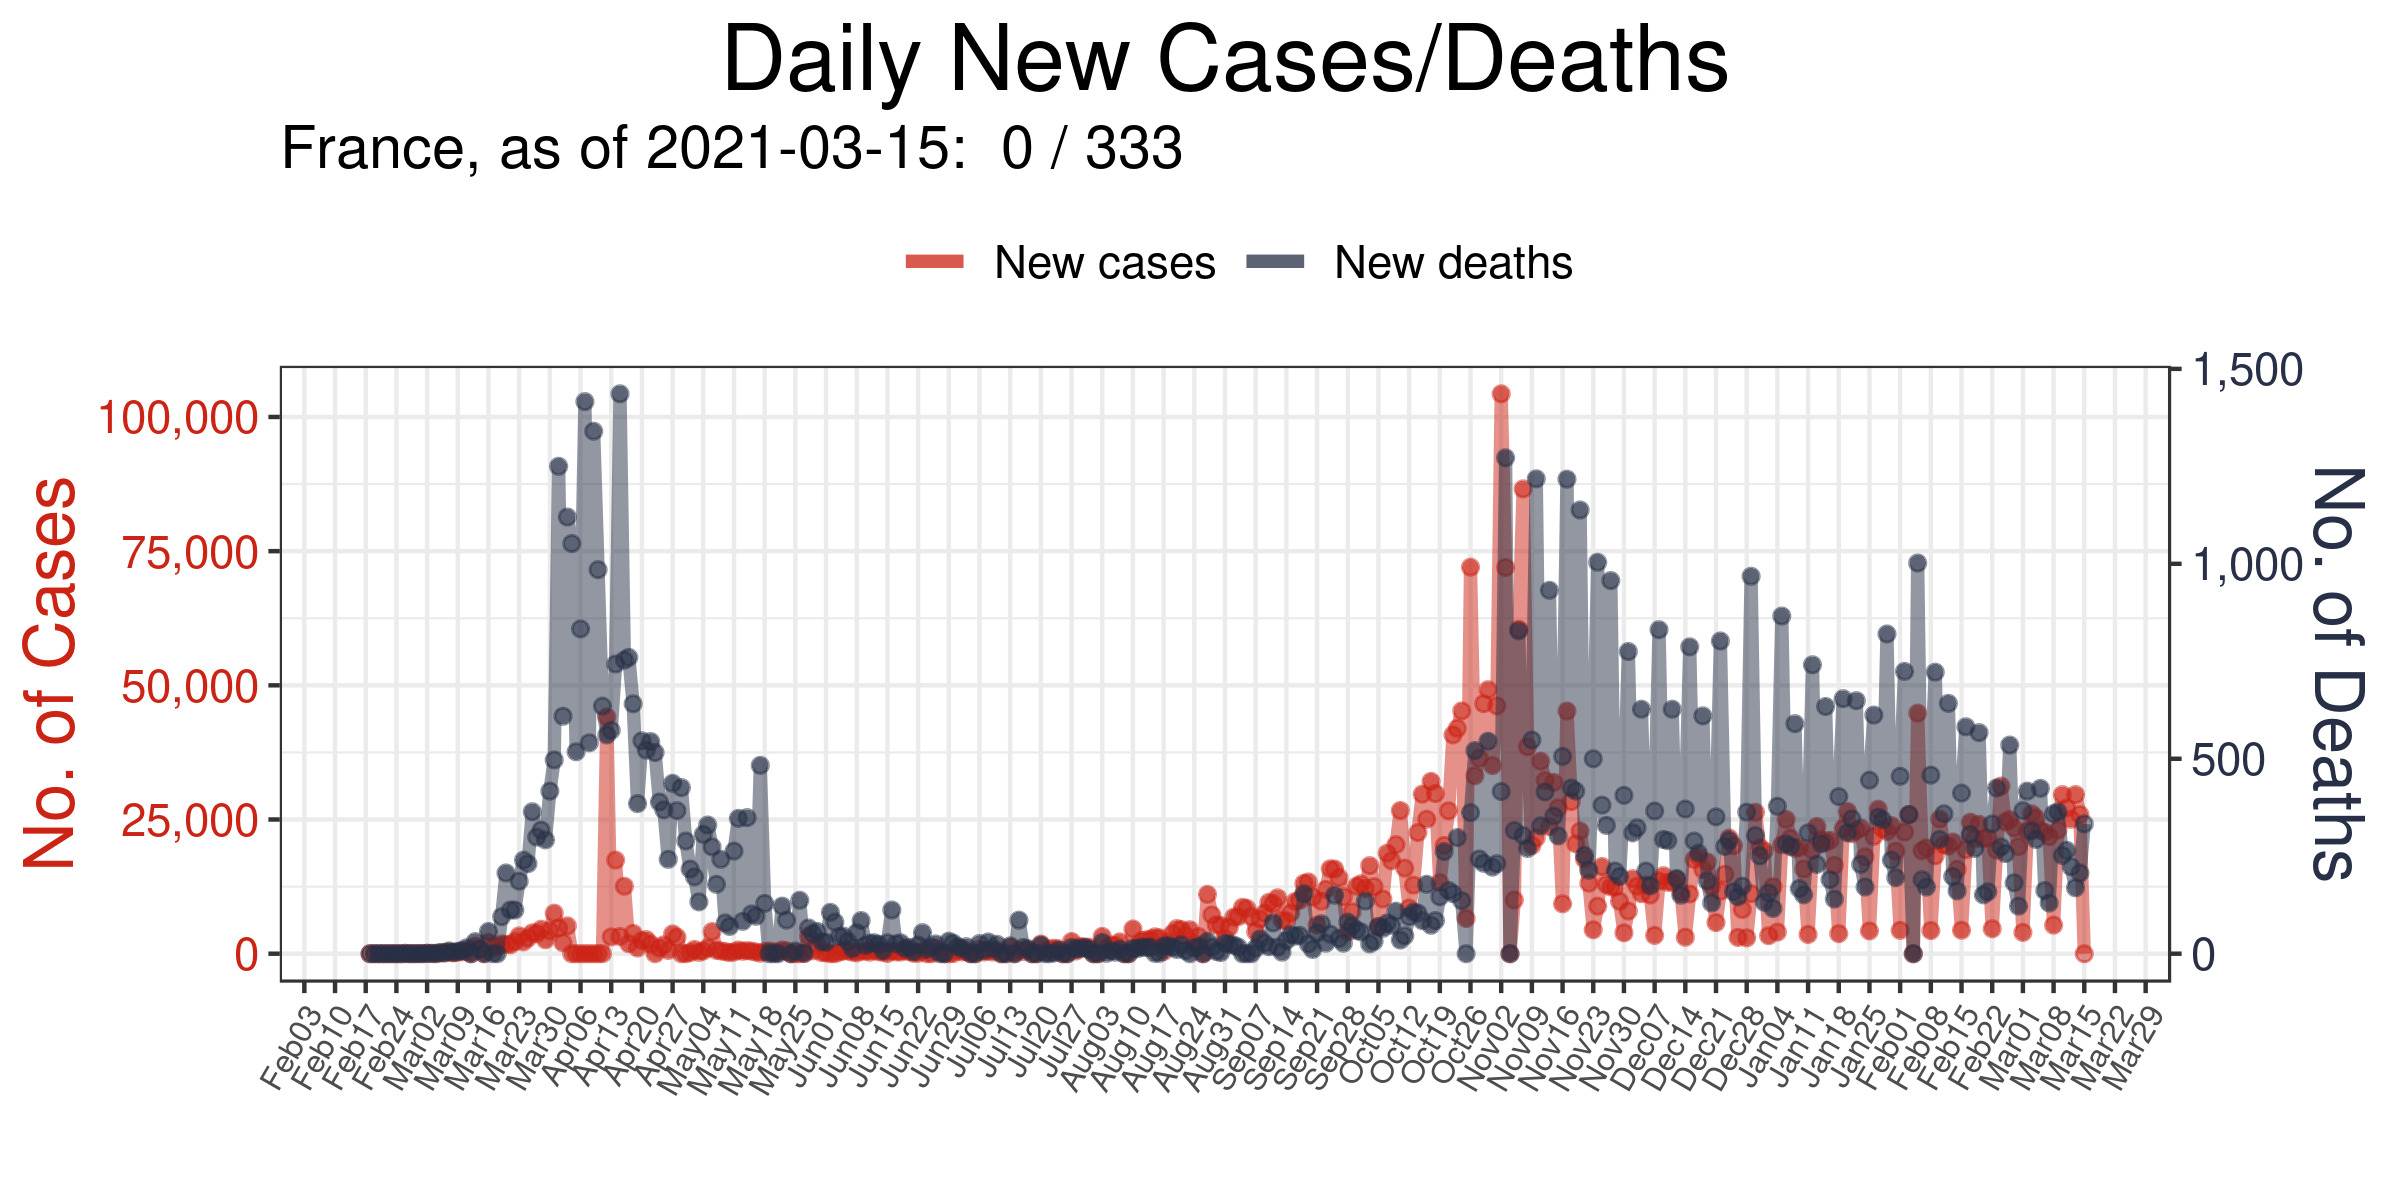 Daily New Cases/Deaths
France, as of 2021-03-15:  0 / 333
New cases
New deaths
No. of Cases
100,000
75,000
50,000
25,000
0
1,500
1,000
500
0
No. of Deaths
Feb03
Feb10
Feb17
Feb24
Mar02
Mar09
Mar16
Mar23
Mar30
Apr06
Apr13
Apr20
Apr27
May04
May11
May18
May25
Jun01
Jun08
Jun15
Jun22
Jun29
Jul06
Jul13
Jul20
Jul27
Aug03
Aug10
Aug17
Aug24
Aug31
Sep07
Sep14
Sep21
Sep28
Oct05
Oct12
Oct19
Oct26
Nov02
Nov09
Nov16
Nov23
Nov30
Dec07
Dec14
Dec21
Dec28
Jan04
Jan11
Jan18
Jan25
Feb01
Feb08
Feb15
Feb22
Mar01
Mar08
Mar15
Mar22
Mar29